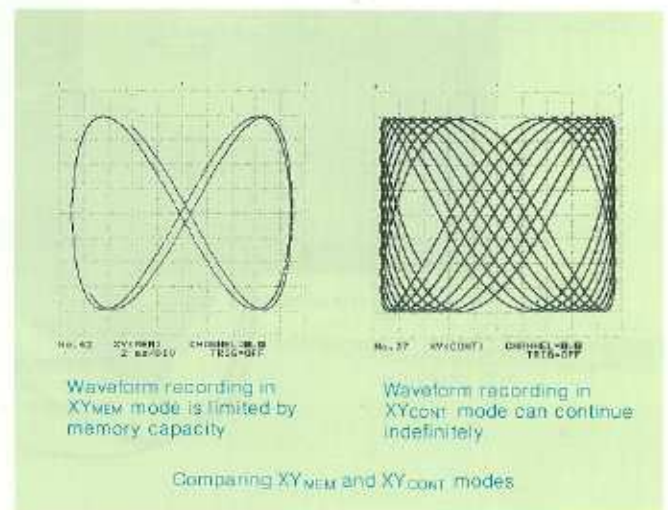 No. 62 XY(MEM) CHANNEL=
2 ms/DIV TRIG=OFF
Waveform recording in
XYMEM mode is limited by
memory capacity
No. 37 XY(CONT) CHANNEL=
TRIG=OFF
Waveform recording in
XYCONT mode can continue
indefinitely
Comparing XYMEM and XYCONT modes